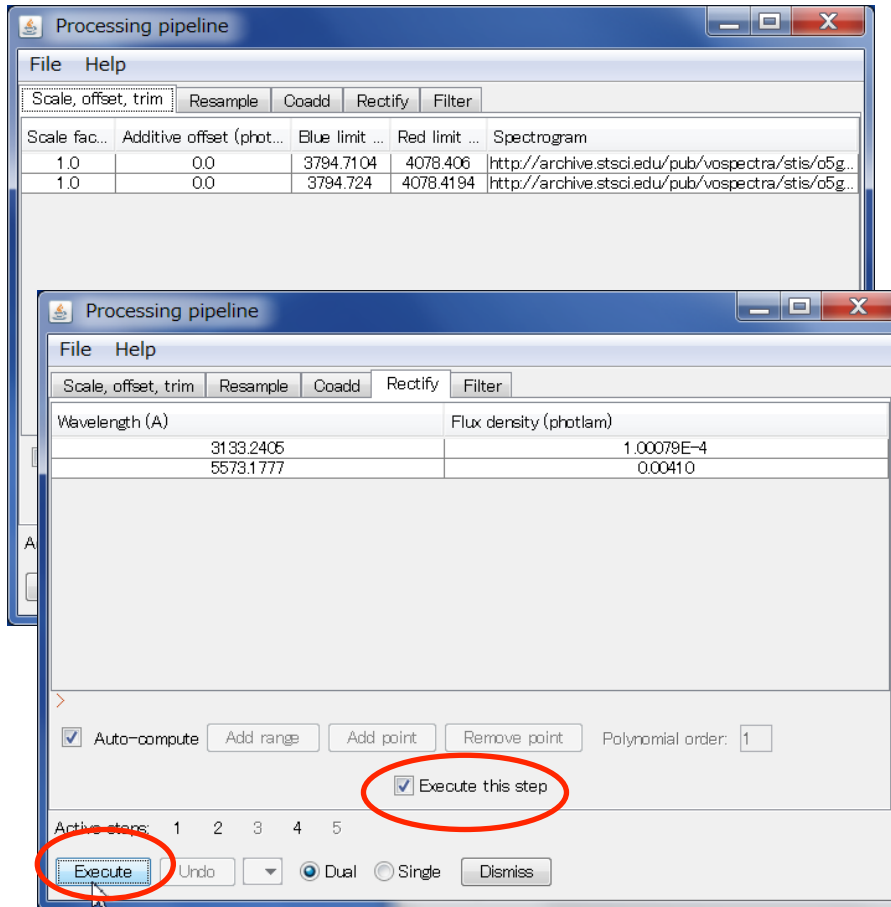 Processing pipeline
File Help
Scale, offset, trim Resample Coadd Rectify Filter
Scale fac... Additive offset (phot... Blue limit ... Red limit ... Spectrogram
1.0 0.0 3794.7104 4078.406 http://archive.stsci.edu/pub/vospectra/stis/o5g...
1.0 0.0 3794.724 4078.4194 http://archive.stsci.edu/pub/vospectra/stis/o5g...
Processing pipeline
File Help
Scale, offset, trim Resample Coadd Rectify Filter
Wavelength (A) Flux density (photlam)
3133.2405 1.00079E-4
5573.1777 0.00410
>
Auto-compute Add range Add point Remove point Polynomial order: 1
Execute this step
Active steps: 1 2 3 4 5
Execute Undo Dual Single Dismiss